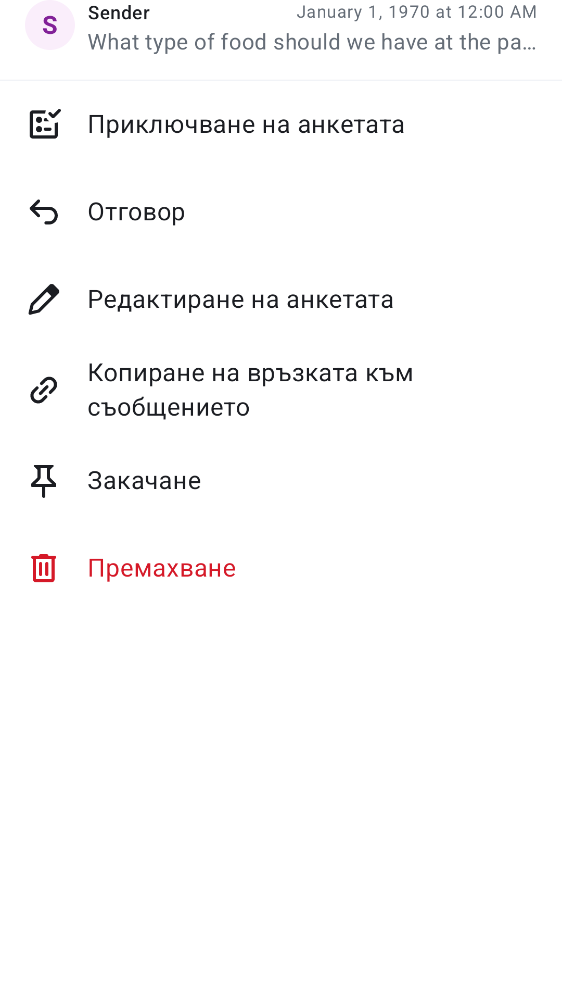 S
Sender January 1, 1970 at 12:00 AM
What type of food should we have at the pa…
Приключване на анкетата
Отговор
Редактиране на анкетата
Копиране на връзката към
съобщението
Закачане
Премахване